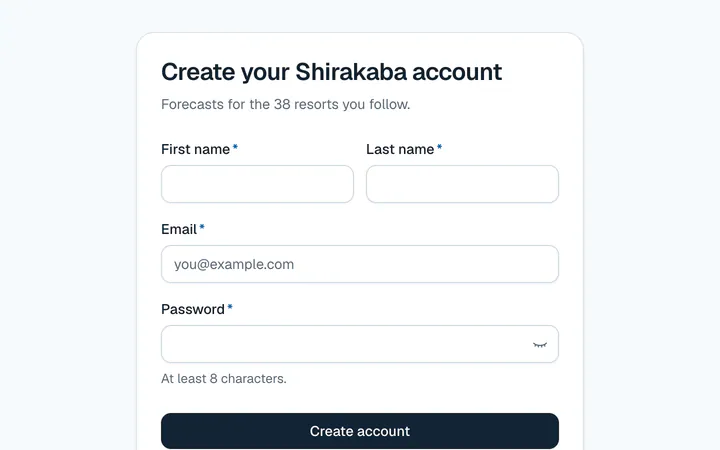 Create your Shirakaba account
Forecasts for the 38 resorts you follow.
First name* Last name*
Email*
you@example.com
Password*
At least 8 characters.
Create account